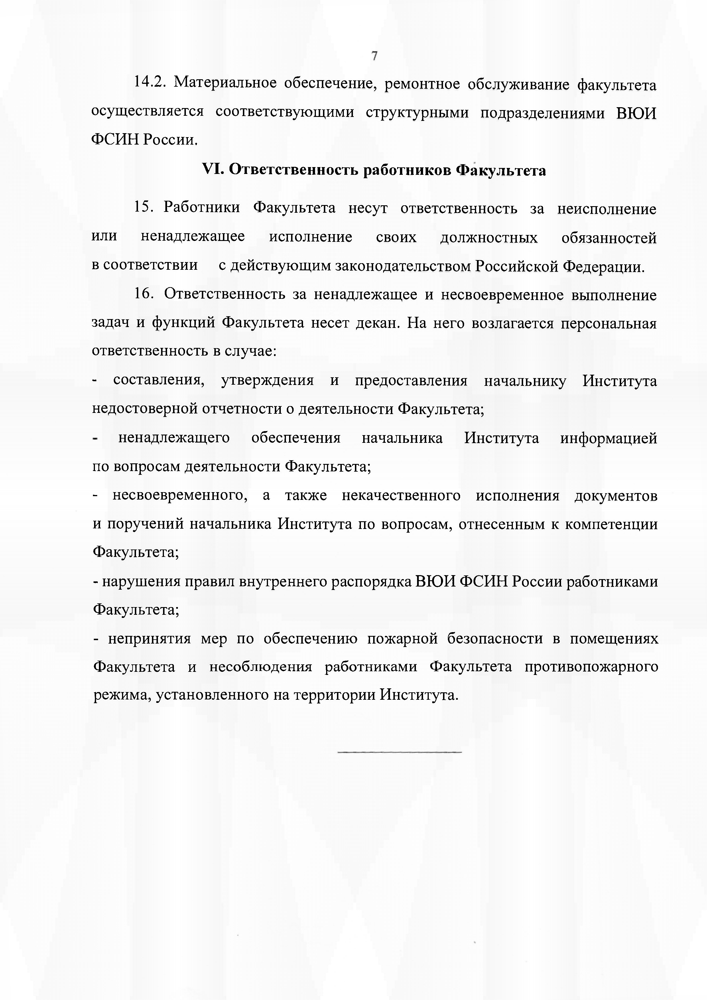 7
14.2. Материальное обеспечение, ремонтное обслуживание факультета
осуществляется соответствующими структурными подразделениями ВЮИ
ФСИН России.
VI. Ответственность работников Факультета
15. Работники Факультета несут ответственность за неисполнение
или ненадлежащее исполнение своих должностных обязанностей
в соответствии с действующим законодательством Российской Федерации.
16. Ответственность за ненадлежащее и несвоевременное выполнение
задач и функций Факультета несет декан. На него возлагается персональная
ответственность в случае:
- составления, утверждения и предоставления начальнику Института
недостоверной отчетности о деятельности Факультета;
- ненадлежащего обеспечения начальника Института информацией
по вопросам деятельности Факультета;
- несвоевременного, а также некачественного исполнения документов
и поручений начальника Института по вопросам, отнесенным к компетенции
Факультета;
- нарушения правил внутреннего распорядка ВЮИ ФСИН России работниками
Факультета;
- непринятия мер по обеспечению пожарной безопасности в помещениях
Факультета и несоблюдения работниками Факультета противопожарного
режима, установленного на территории Института.